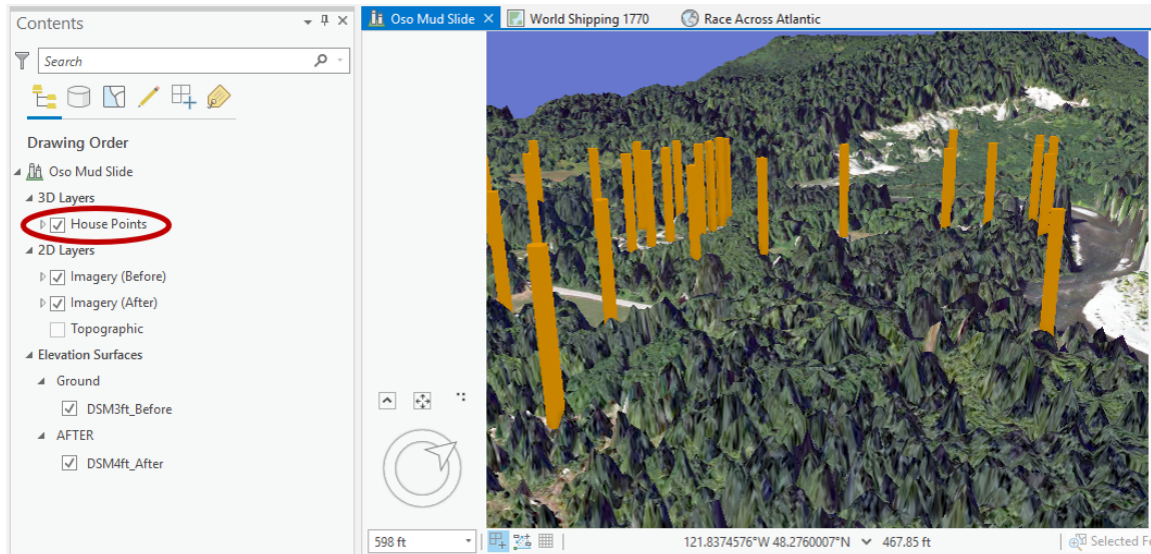 Contents
Search
Drawing Order
Oso Mud Slide
3D Layers
House Points
2D Layers
Imagery (Before)
Imagery (After)
Topographic
Elevation Surfaces
Ground
DSM3ft_Before
AFTER
DSM4ft_After
Oso Mud Slide World Shipping 1770 Race Across Atlantic
598 ft 121.8374576°W 48.2760007°N 467.85 ft Selected Fe